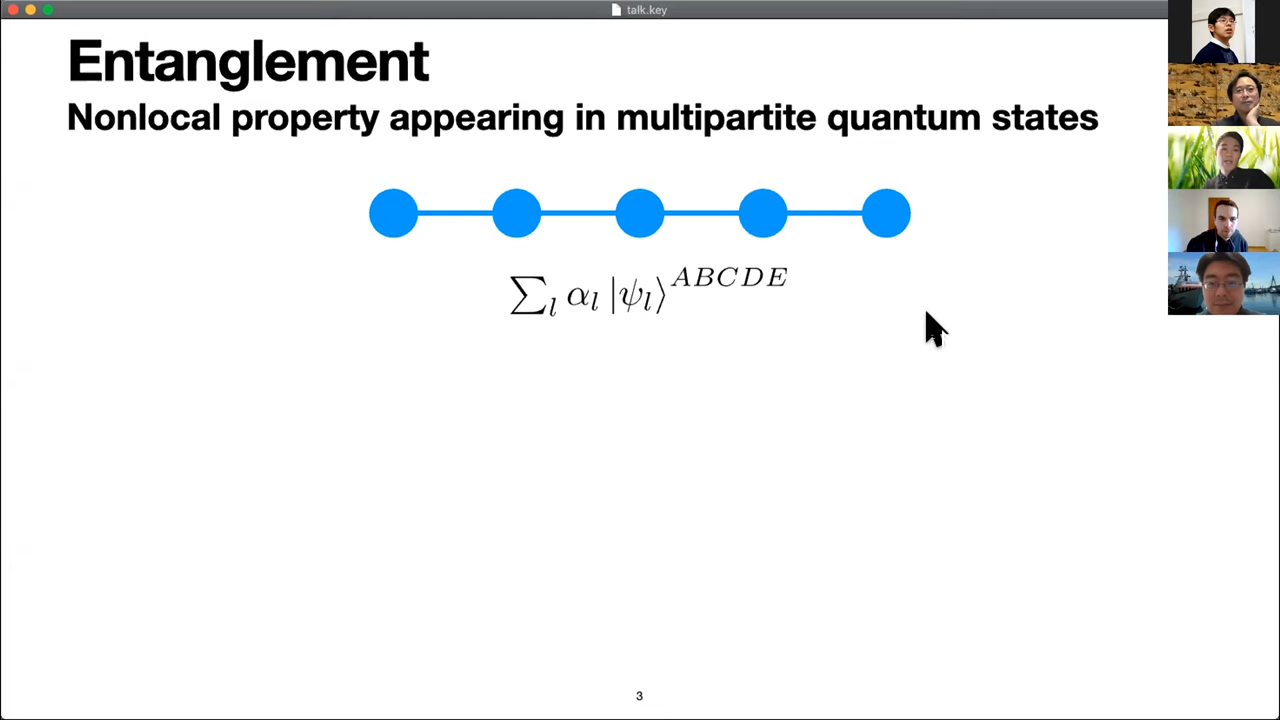 talk.key
Entanglement
Nonlocal property appearing in multipartite quantum states
∑_l α_l |ψ_l⟩^{ABCDE}
3